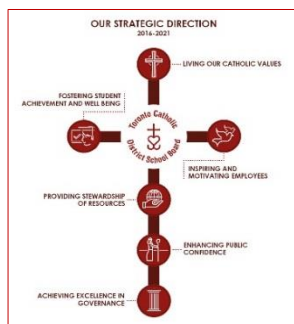 OUR STRATEGIC DIRECTION
2016-2021
LIVING OUR CATHOLIC VALUES
FOSTERING STUDENT
ACHIEVEMENT AND WELL BEING
Toronto Catholic
District School Board
INSPIRING AND
MOTIVATING EMPLOYEES
PROVIDING STEWARDSHIP
OF RESOURCES
ENHANCING PUBLIC
CONFIDENCE
ACHIEVING EXCELLENCE IN
GOVERNANCE